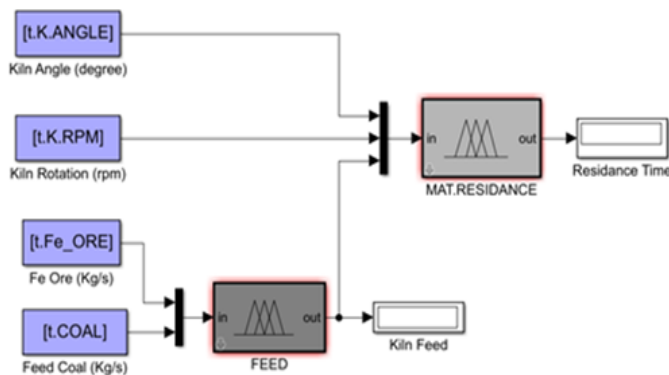 [t.K.ANGLE]
Kiln Angle (degree)
[t.K.RPM]
Kiln Rotation (rpm)
in
out
MAT.RESIDANCE
Residance Time
[t.Fe_ORE]
Fe Ore (Kg/s)
[t.COAL]
Feed Coal (Kg/s)
in
out
FEED
Kiln Feed